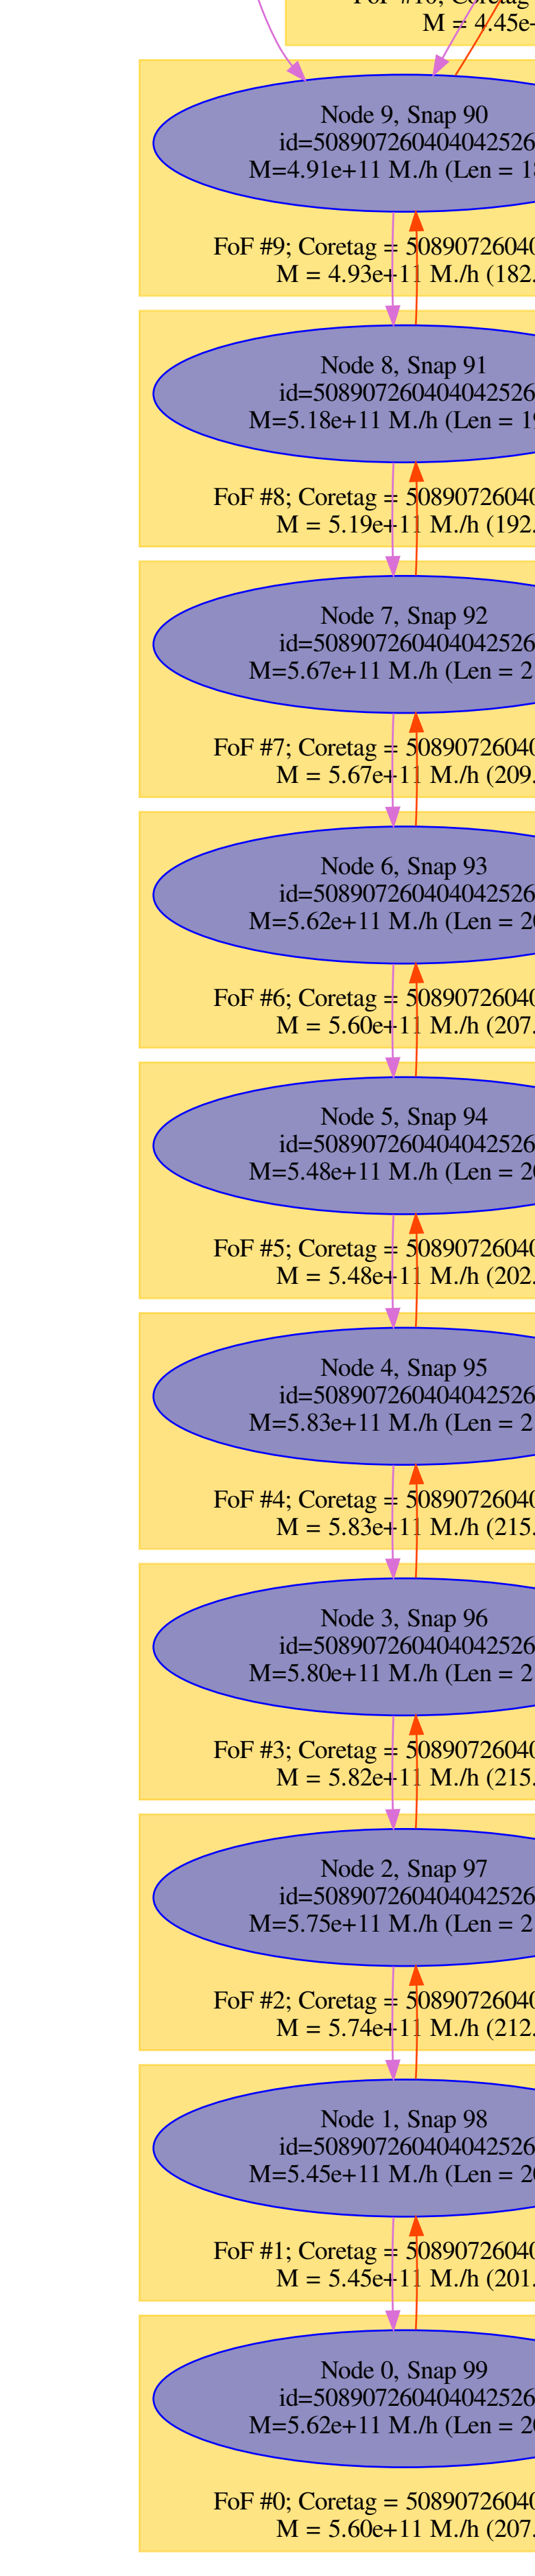 FoF #10; Coretag
M = 4.45e-
Node 9, Snap 90
id=508907260404042526
M=4.91e+11 M./h (Len = 18
FoF #9; Coretag = 50890726040
M = 4.93e+11 M./h (182.
Node 8, Snap 91
id=508907260404042526
M=5.18e+11 M./h (Len = 19
FoF #8; Coretag = 50890726040
M = 5.19e+11 M./h (192.
Node 7, Snap 92
id=508907260404042526
M=5.67e+11 M./h (Len = 2
FoF #7; Coretag = 50890726040
M = 5.67e+11 M./h (209.
Node 6, Snap 93
id=508907260404042526
M=5.62e+11 M./h (Len = 20
FoF #6; Coretag = 50890726040
M = 5.60e+11 M./h (207.
Node 5, Snap 94
id=508907260404042526
M=5.48e+11 M./h (Len = 20
FoF #5; Coretag = 50890726040
M = 5.48e+11 M./h (202.
Node 4, Snap 95
id=508907260404042526
M=5.83e+11 M./h (Len = 2
FoF #4; Coretag = 50890726040
M = 5.83e+11 M./h (215.
Node 3, Snap 96
id=508907260404042526
M=5.80e+11 M./h (Len = 2
FoF #3; Coretag = 50890726040
M = 5.82e+11 M./h (215.
Node 2, Snap 97
id=508907260404042526
M=5.75e+11 M./h (Len = 2
FoF #2; Coretag = 50890726040
M = 5.74e+11 M./h (212.
Node 1, Snap 98
id=508907260404042526
M=5.45e+11 M./h (Len = 20
FoF #1; Coretag = 50890726040
M = 5.45e+11 M./h (201.
Node 0, Snap 99
id=508907260404042526
M=5.62e+11 M./h (Len = 20
FoF #0; Coretag = 50890726040
M = 5.60e+11 M./h (207.